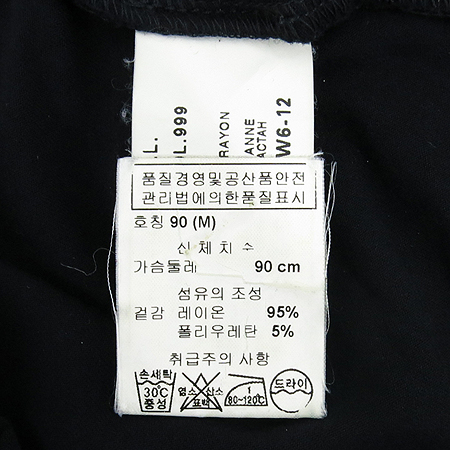 L.
L.999
RAYON
ANNE
ACTAH
W6-12
품질경영및공산품안전
관리법에의한품질표시
호칭 90 (M)
신체치수
가슴둘레 90 cm
섬유의 조성
겉감 레이온 95%
폴리우레탄 5%
취급주의 사항
손세탁 30℃ 중성
염소 산소 표백
1 80~120℃
드라이